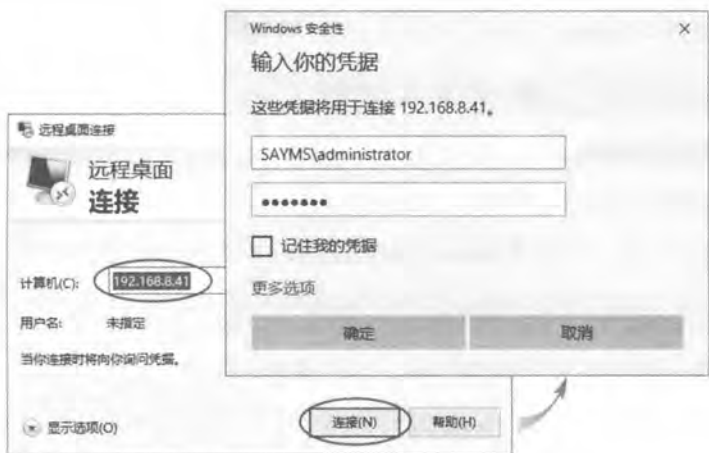 Windows 安全性
输入你的凭据
这些凭据将用于连接 192.168.8.41。
SAYMS\administrator
记住我的凭据
更多选项
确定 取消
远程桌面连接
远程桌面
连接
计算机(C): 192.168.8.41
用户名: 未指定
当你连接时将向你询问凭据。
显示选项(O) 连接(N) 帮助(H)